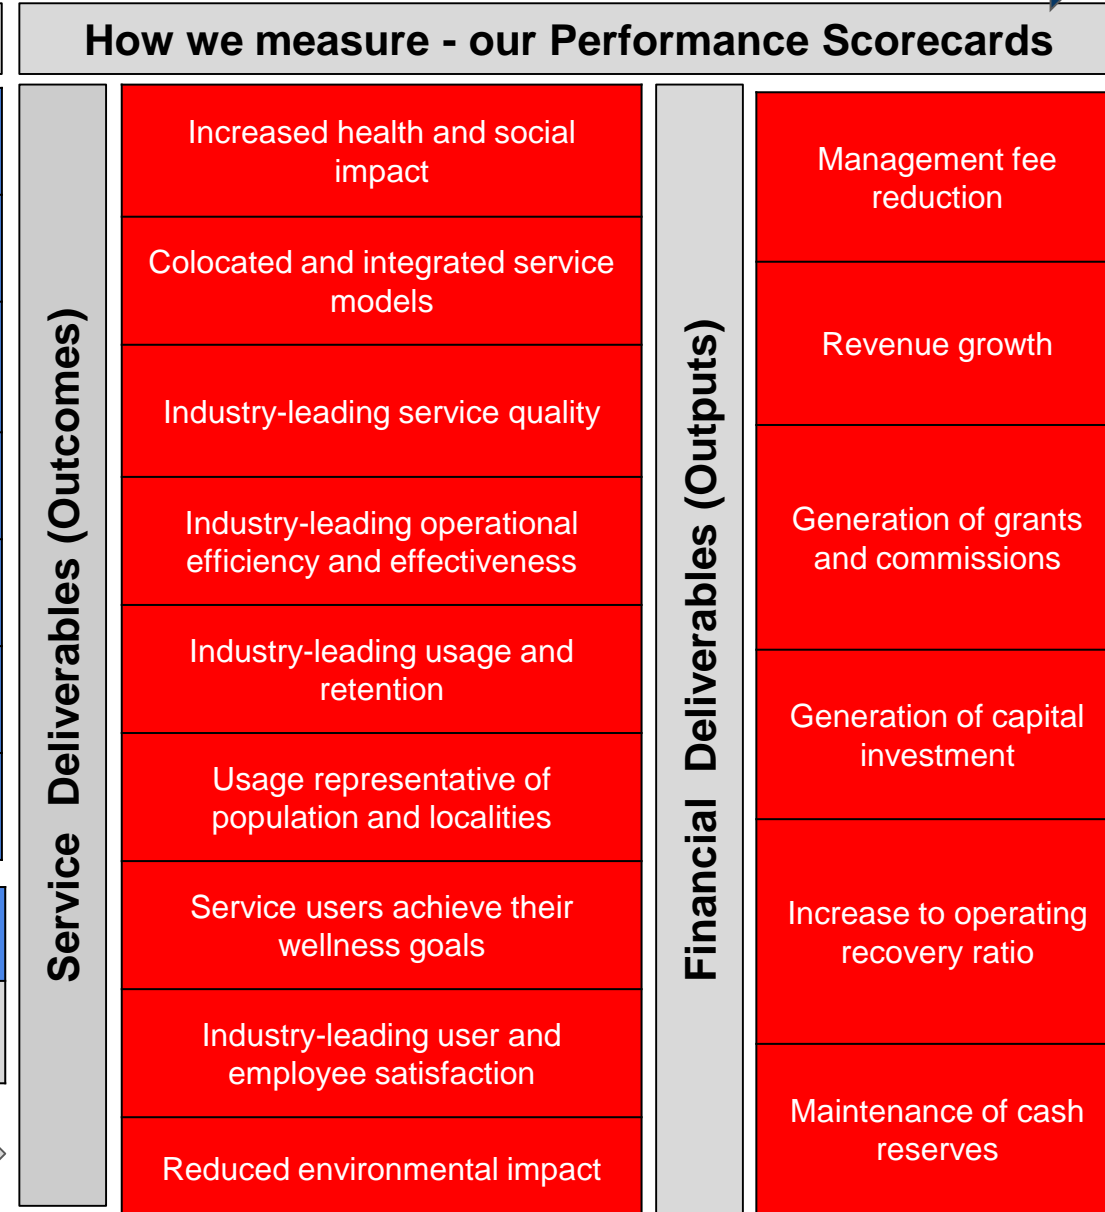 How we measure - our Performance Scorecards
Service Deliverables (Outcomes)
Increased health and social
impact
Colocated and integrated service
models
Industry-leading service quality
Industry-leading operational
efficiency and effectiveness
Industry-leading usage and
retention
Usage representative of
population and localities
Service users achieve their
wellness goals
Industry-leading user and
employee satisfaction
Reduced environmental impact
Financial Deliverables (Outputs)
Management fee
reduction
Revenue growth
Generation of grants
and commissions
Generation of capital
investment
Increase to operating
recovery ratio
Maintenance of cash
reserves